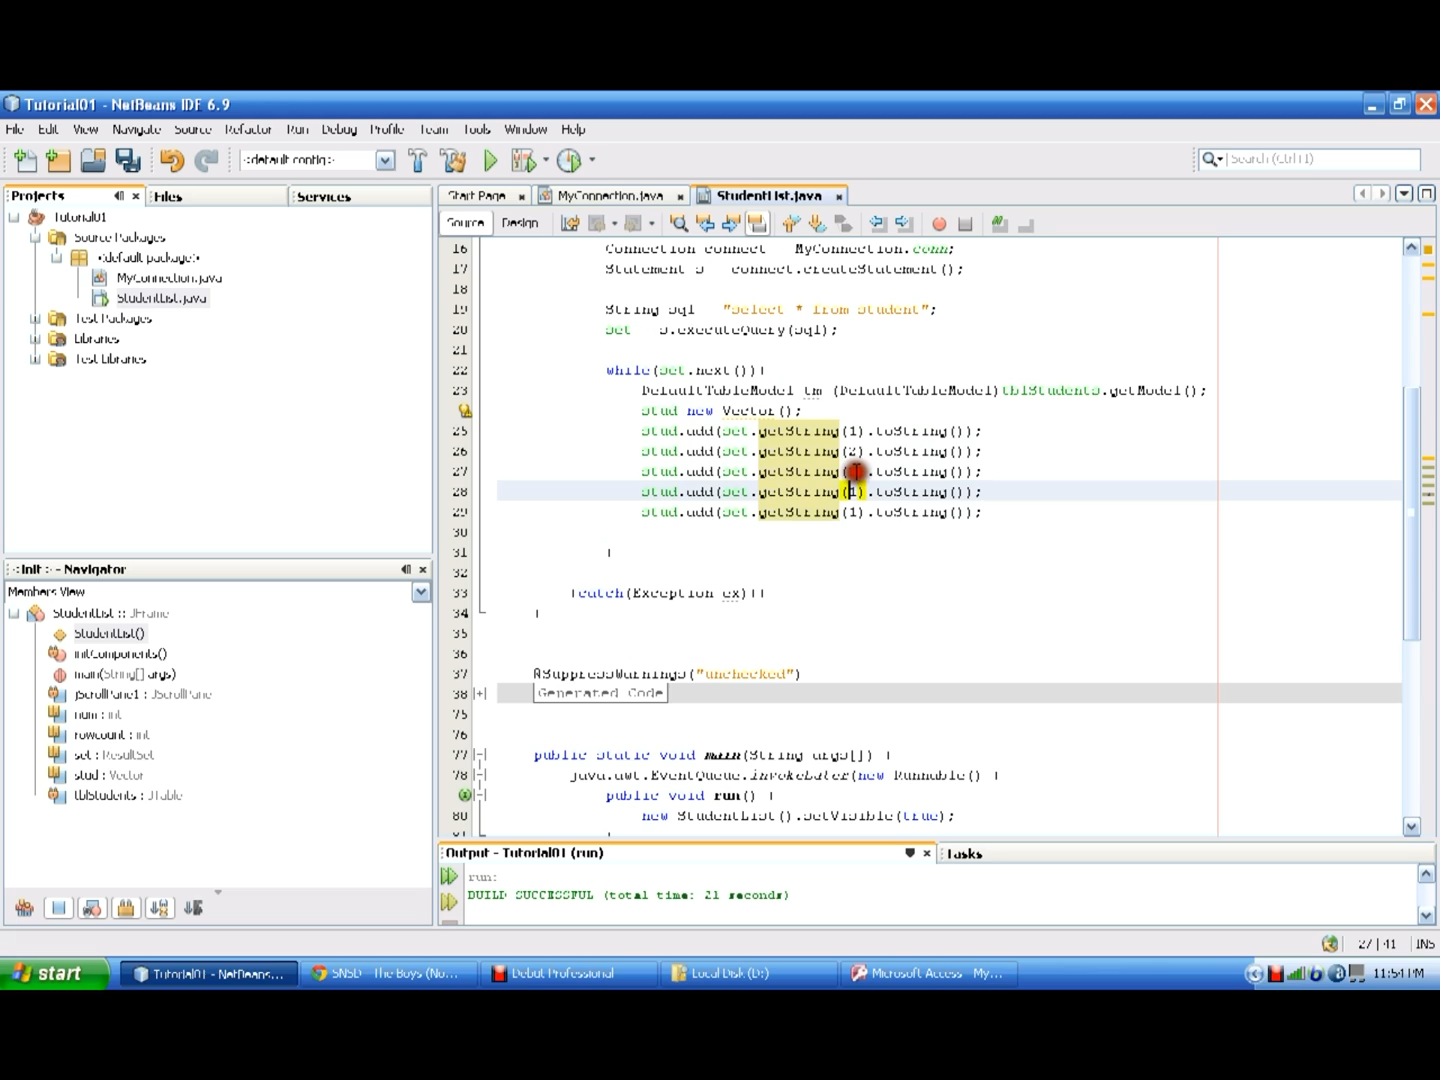 Tutorial01 - NetBeans IDE 6.9
File Edit View Navigate Source Refactor Run Debug Profile Team Tools Window Help
<default config>
Search (Ctrl+I)
Projects Files Services
Start Page MyConnection.java StudentList.java
Source Design
Tutorial01
Source Packages
<default package>
MyConnection.java
StudentList.java
Test Packages
Libraries
Test Libraries
16 Connection connect = MyConnection.conn;
17 Statement s = connect.createStatement();
18
19 String sql = "select * from student";
20 set = s.executeQuery(sql);
21
22 while(set.next()){
23 DefaultTableModel tm =(DefaultTableModel)tblStudents.getModel();
stud =new Vector();
25 stud.add(set.getString(1).toString());
26 stud.add(set.getString(2).toString());
27 stud.add(set.getString( ).toString());
28 stud.add(set.getString(1).toString());
29 stud.add(set.getString(1).toString());
30
31 }
32
33 }catch(Exception ex){}
34 }
35
36
37 @SuppressWarnings("unchecked")
38 Generated Code
75
76
77 public static void main(String args[]) {
78 java.awt.EventQueue.invokeLater(new Runnable() {
public void run() {
80 new StudentList().setVisible(true);
81 }
<init> - Navigator
Members View
StudentList :: JFrame
StudentList()
initComponents()
main(String[] args)
jScrollPane1 : JScrollPane
num : int
rowcount : int
set : ResultSet
stud : Vector
tblStudents : JTable
Output - Tutorial01 (run) Tasks
run:
BUILD SUCCESSFUL (total time: 21 seconds)
27 | 41 INS
start Tutorial01 - NetBeans... SNSD - The Boys (No... Debut Professional Local Disk (D:) Microsoft Access - My... 11:54 PM